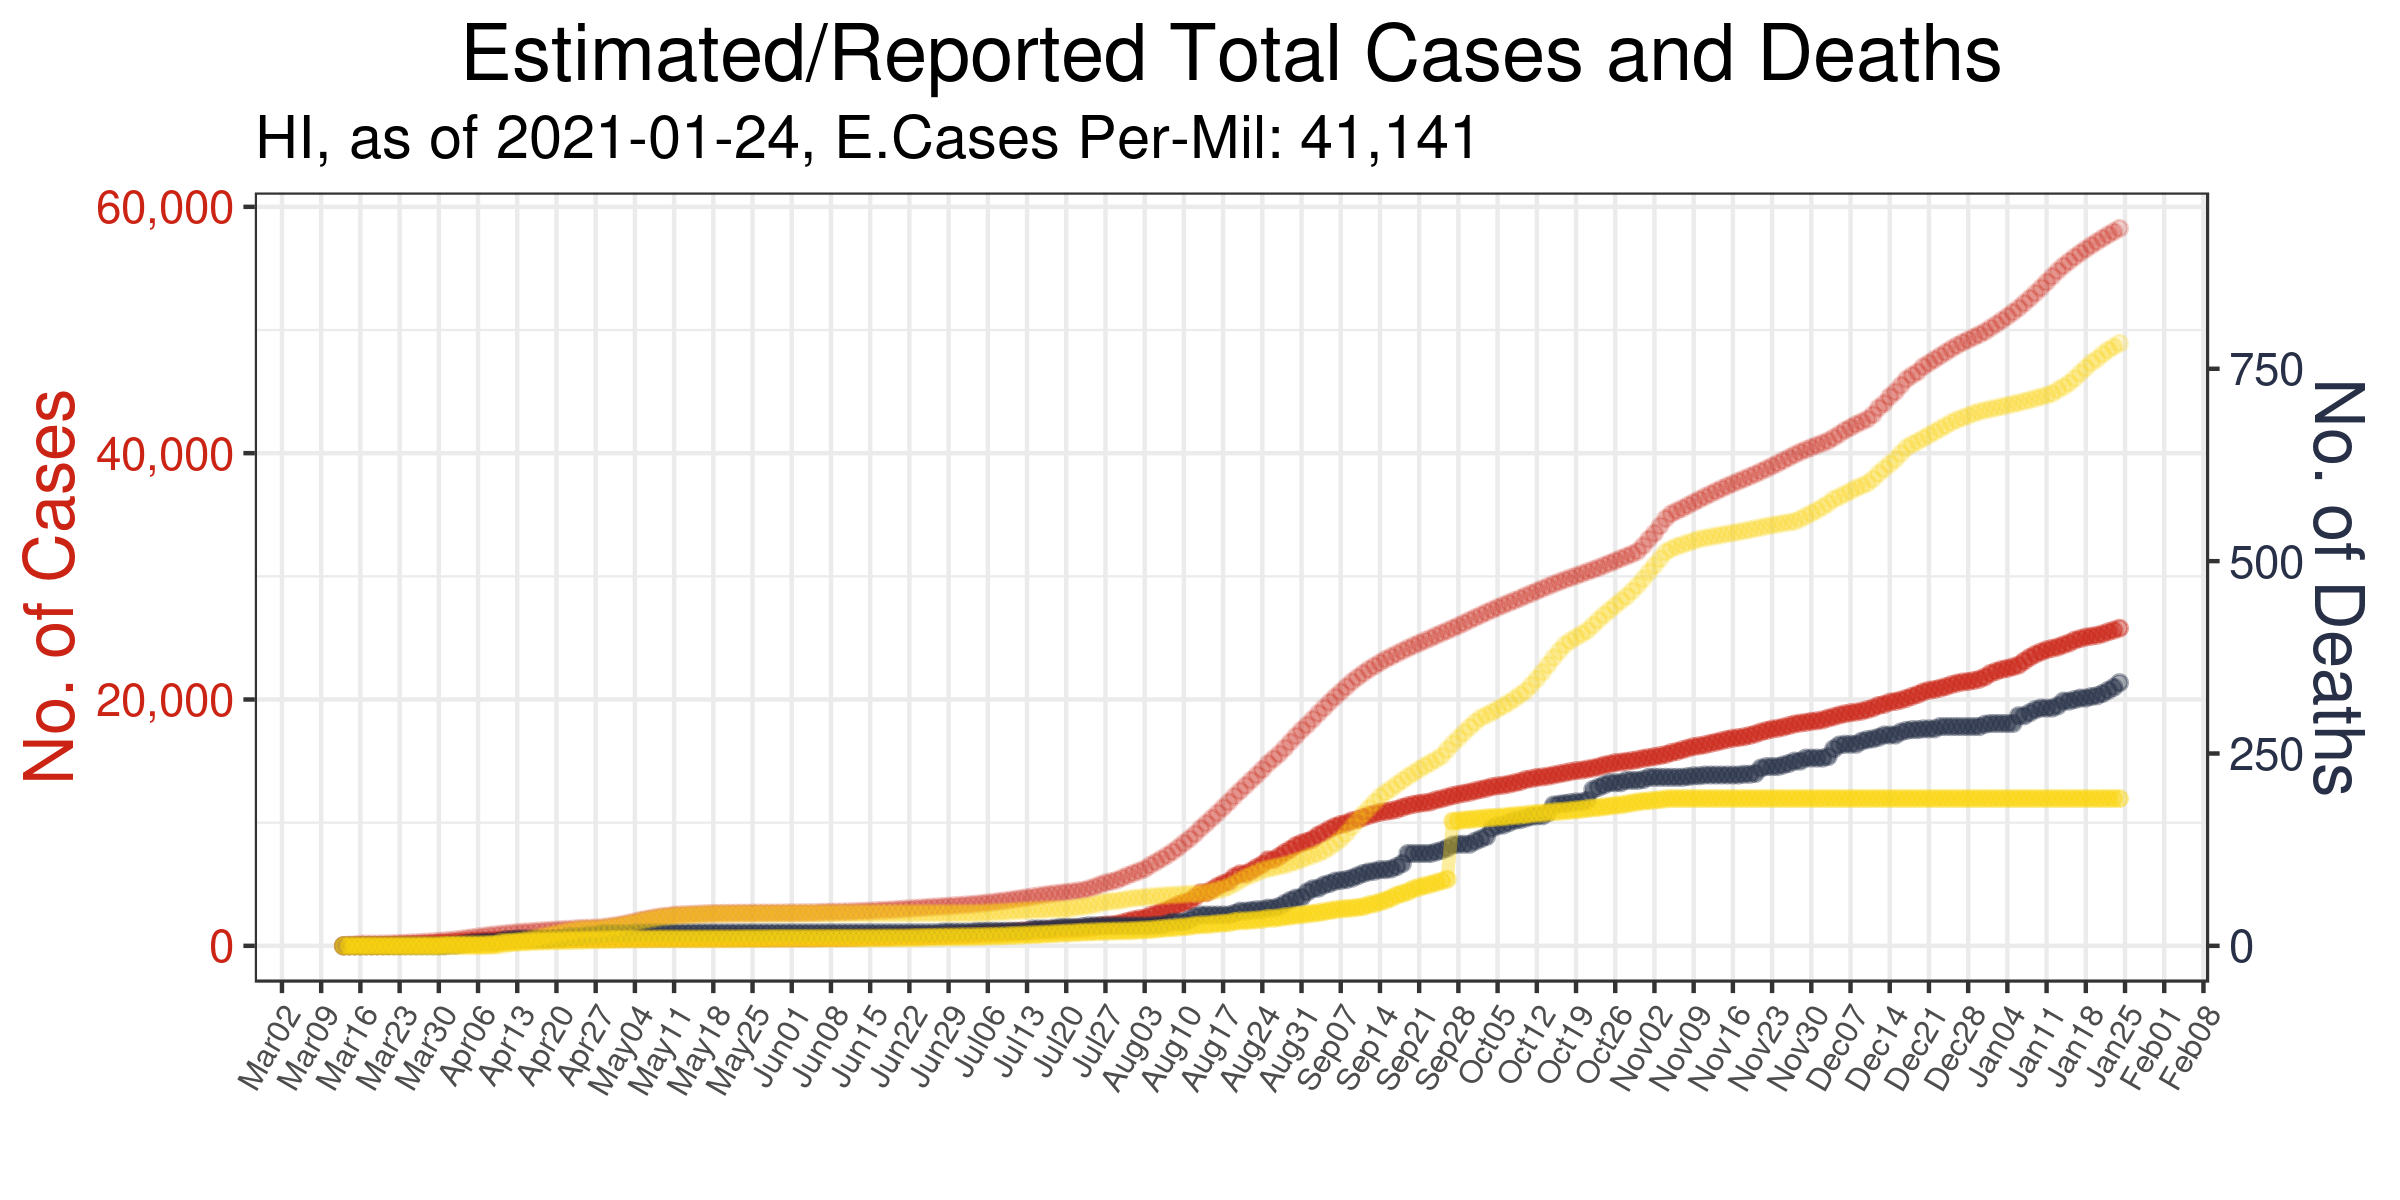 Estimated/Reported Total Cases and Deaths
HI, as of 2021-01-24, E.Cases Per-Mil: 41,141
No. of Cases
60,000
40,000
20,000
0
750
500
250
0
No. of Deaths
Mar02
Mar09
Mar16
Mar23
Mar30
Apr06
Apr13
Apr20
Apr27
May04
May11
May18
May25
Jun01
Jun08
Jun15
Jun22
Jun29
Jul06
Jul13
Jul20
Jul27
Aug03
Aug10
Aug17
Aug24
Aug31
Sep07
Sep14
Sep21
Sep28
Oct05
Oct12
Oct19
Oct26
Nov02
Nov09
Nov16
Nov23
Nov30
Dec07
Dec14
Dec21
Dec28
Jan04
Jan11
Jan18
Jan25
Feb01
Feb08